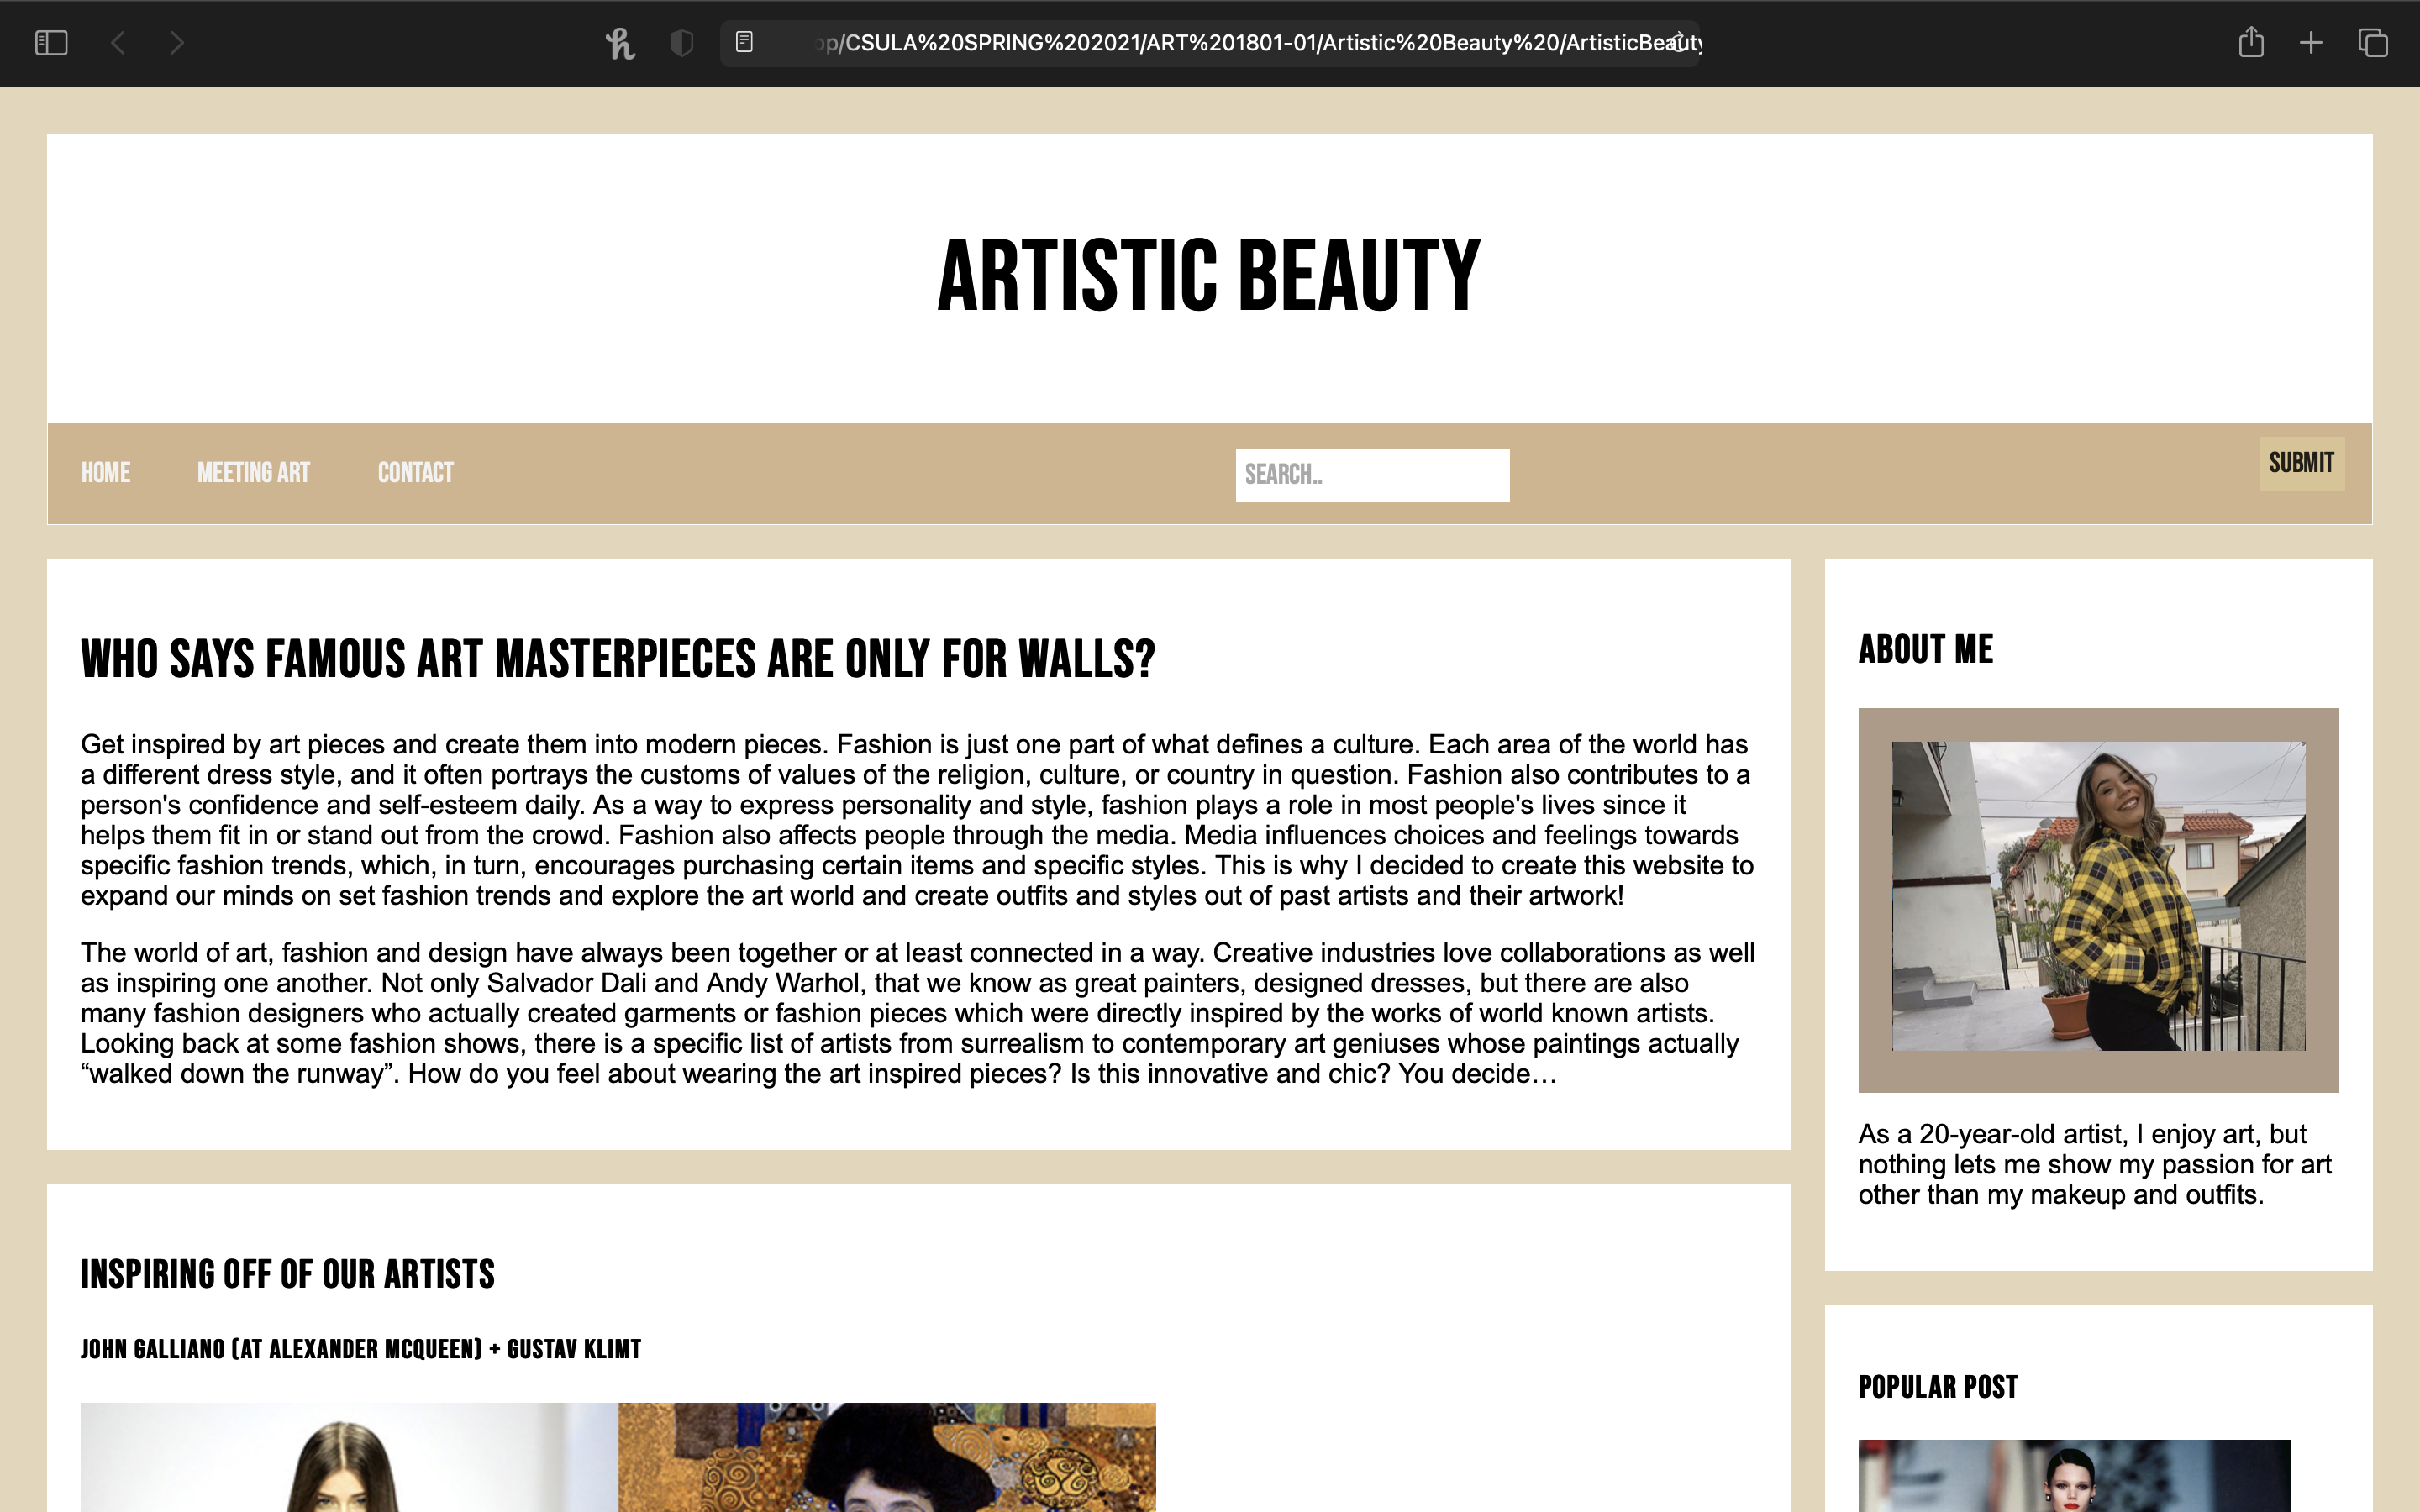 op/CSULA%20SPRING%202021/ART%201801-01/Artistic%20Beauty%20/ArtisticBeauty
ARTISTIC BEAUTY
HOME MEETING ART CONTACT SEARCH.. SUBMIT
WHO SAYS FAMOUS ART MASTERPIECES ARE ONLY FOR WALLS?
Get inspired by art pieces and create them into modern pieces. Fashion is just one part of what defines a culture. Each area of the world has
a different dress style, and it often portrays the customs of values of the religion, culture, or country in question. Fashion also contributes to a
person's confidence and self-esteem daily. As a way to express personality and style, fashion plays a role in most people's lives since it
helps them fit in or stand out from the crowd. Fashion also affects people through the media. Media influences choices and feelings towards
specific fashion trends, which, in turn, encourages purchasing certain items and specific styles. This is why I decided to create this website to
expand our minds on set fashion trends and explore the art world and create outfits and styles out of past artists and their artwork!
The world of art, fashion and design have always been together or at least connected in a way. Creative industries love collaborations as well
as inspiring one another. Not only Salvador Dali and Andy Warhol, that we know as great painters, designed dresses, but there are also
many fashion designers who actually created garments or fashion pieces which were directly inspired by the works of world known artists.
Looking back at some fashion shows, there is a specific list of artists from surrealism to contemporary art geniuses whose paintings actually
“walked down the runway”. How do you feel about wearing the art inspired pieces? Is this innovative and chic? You decide…
INSPIRING OFF OF OUR ARTISTS
JOHN GALLIANO (AT ALEXANDER MCQUEEN) + GUSTAV KLIMT
ABOUT ME
As a 20-year-old artist, I enjoy art, but
nothing lets me show my passion for art
other than my makeup and outfits.
POPULAR POST